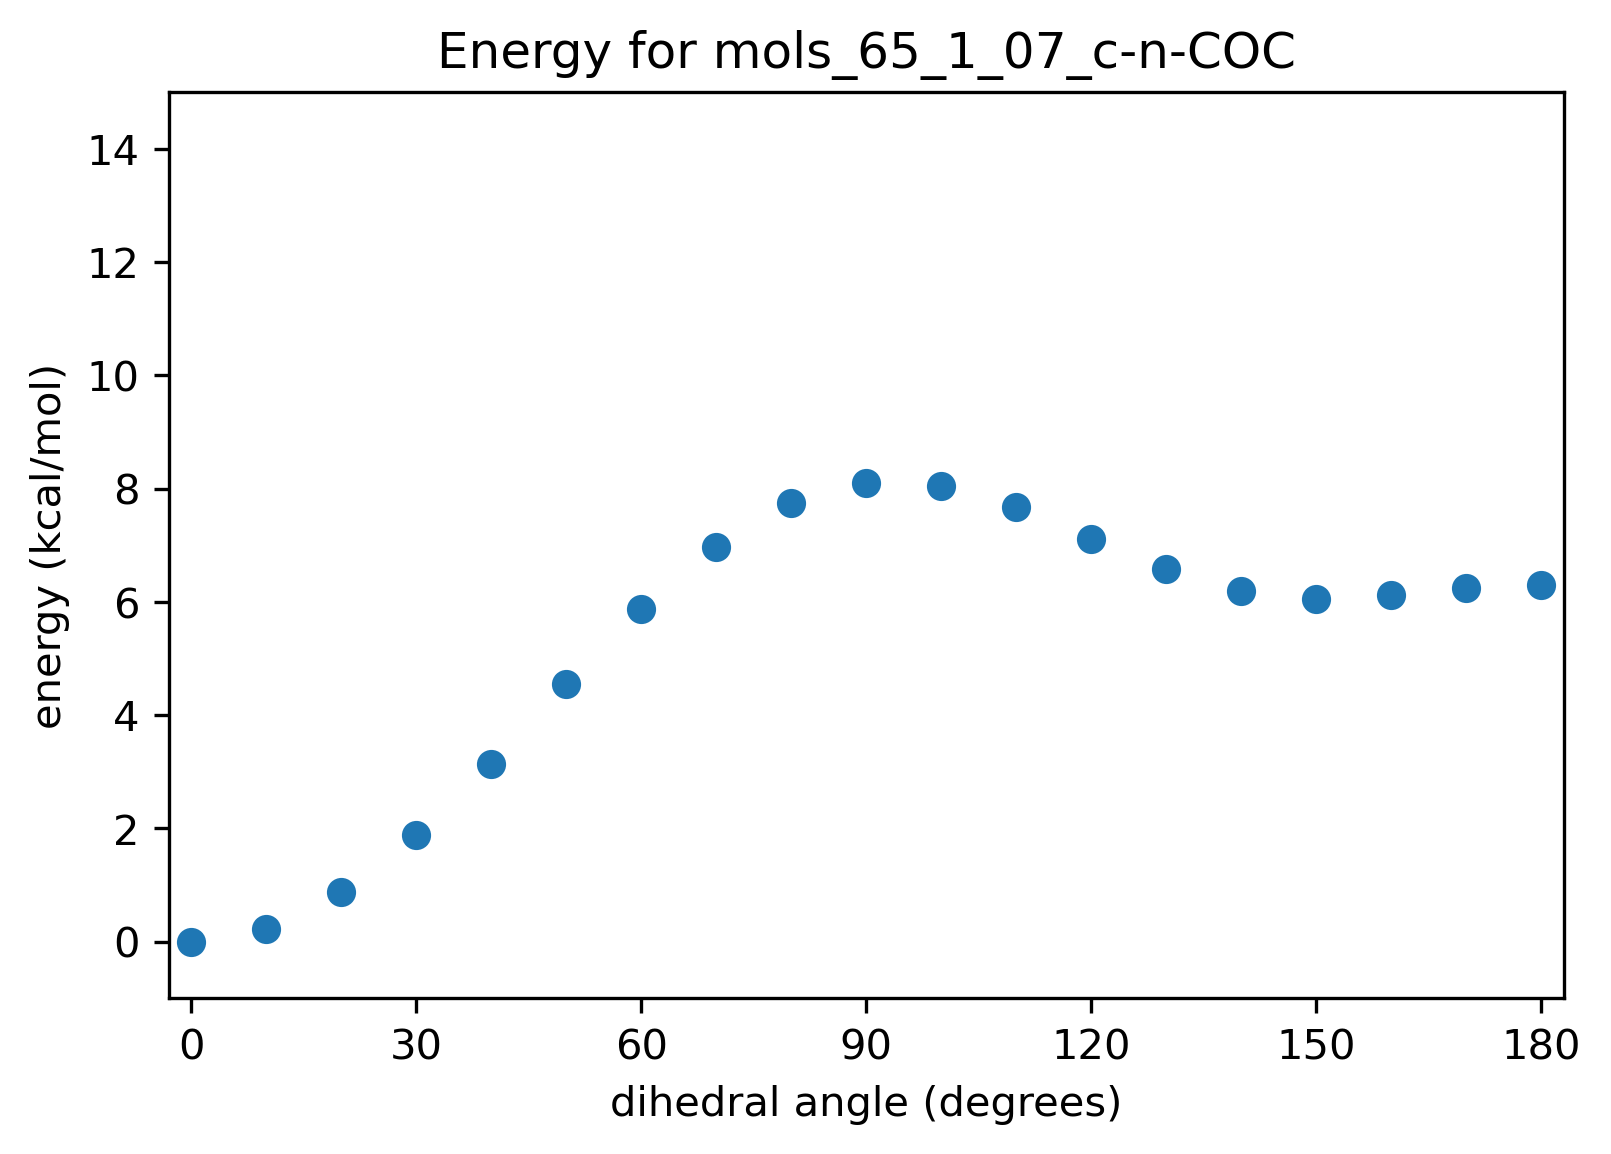 Energy for mols_65_1_07_c-n-COC
14
12
10
8
6
4
2
0
energy (kcal/mol)
0 30 60 90 120 150 180
dihedral angle (degrees)